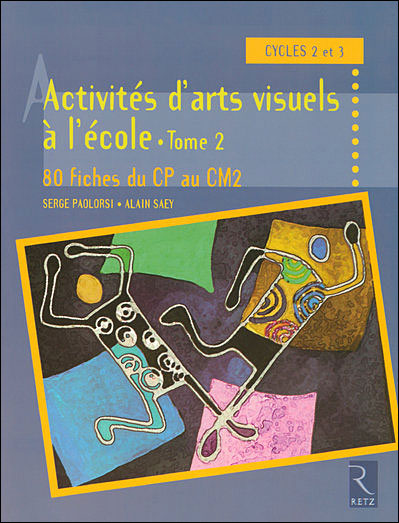 CYCLES 2 et 3
Activités d'arts visuels
à l'école • Tome 2
80 fiches du CP au CM2
SERGE PAOLORSI • ALAIN SAEY
RETZ